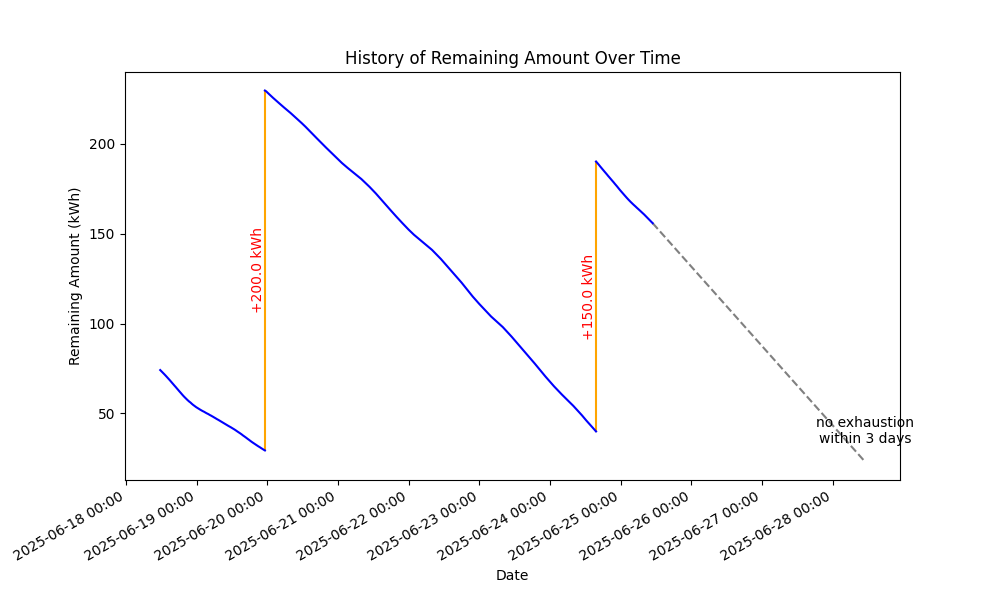 History of Remaining Amount Over Time
Remaining Amount (kWh)
200
150
100
50
+200.0 kWh
+150.0 kWh
no exhaustion
within 3 days
2025-06-18 00:00
2025-06-19 00:00
2025-06-20 00:00
2025-06-21 00:00
2025-06-22 00:00
2025-06-23 00:00
2025-06-24 00:00
2025-06-25 00:00
2025-06-26 00:00
2025-06-27 00:00
2025-06-28 00:00
Date